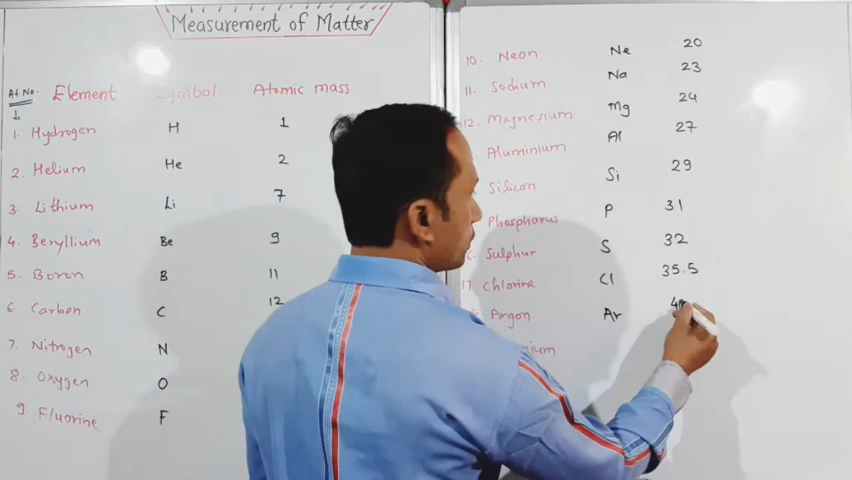 Measurement of Matter
At. No. Element Symbol Atomic mass
1. Hydrogen H 1
2. Helium He 2
3. Lithium Li 7
4. Beryllium Be 9
5. Boron B 11
6. Carbon C 12
7. Nitrogen N
8. Oxygen O
9. Fluorine F
10. Neon Ne 20
11. Sodium Na 23
12. Magnesium Mg 24
Aluminium Al 27
Silicon Si 29
Phosphorus P 31
6. Sulphur S 32
17. Chlorine Cl 35.5
Argon Ar